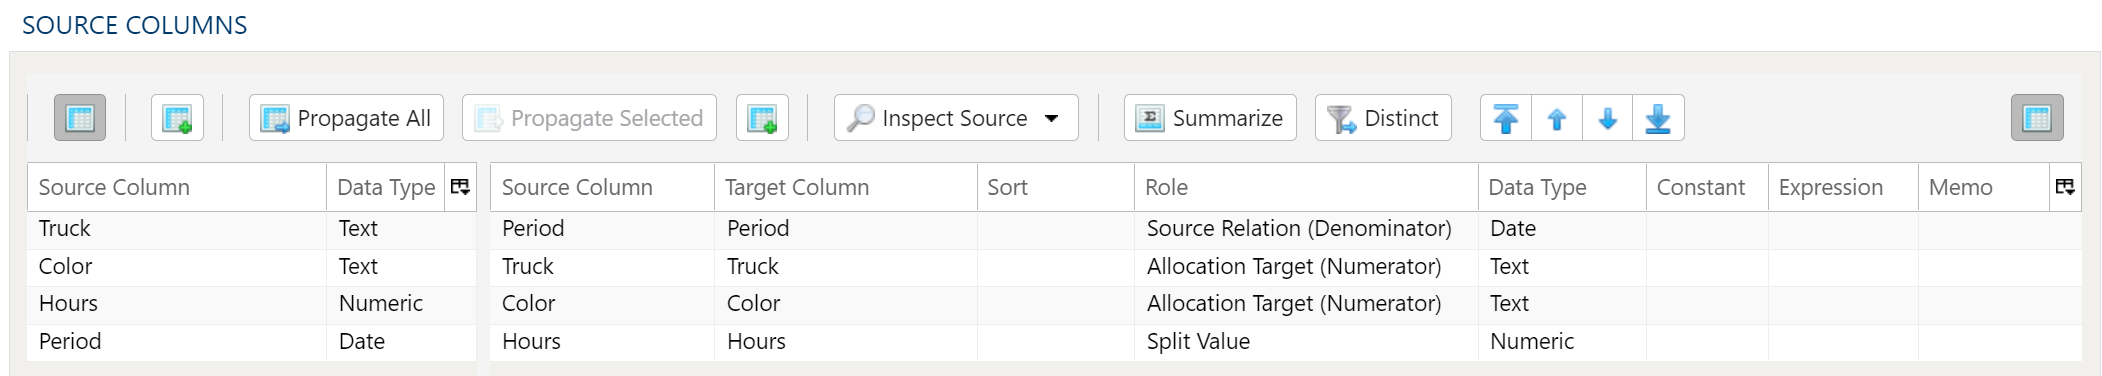 SOURCE COLUMNS
Propagate All Propagate Selected Inspect Source Summarize Distinct
Source Column Data Type Source Column Target Column Sort Role Data Type Constant Expression Memo
Truck Text Period Period Source Relation (Denominator) Date
Color Text Truck Truck Allocation Target (Numerator) Text
Hours Numeric Color Color Allocation Target (Numerator) Text
Period Date Hours Hours Split Value Numeric